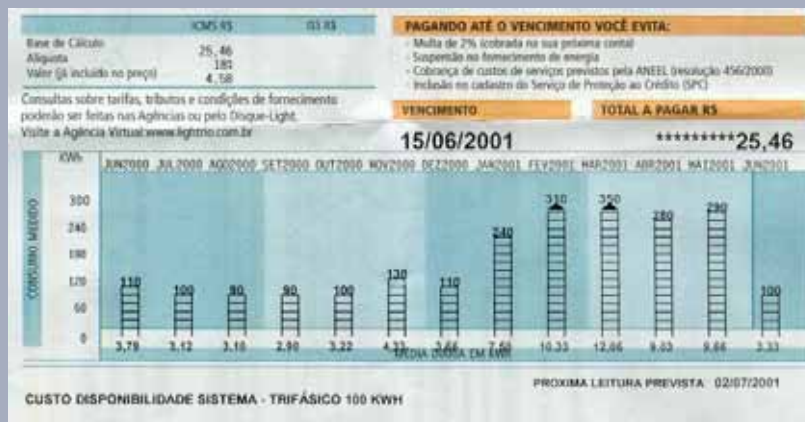 ICMS R$
Base de Cálculo 25,46
Alíquota 18%
Valor (já incluído no preço) 4,58
Consultas sobre tarifas, tributos e condições de fornecimento
poderão ser feitas nas Agências ou pelo Disque-Light.
Visite a Agência Virtual: www.lightrio.com.br
PAGANDO ATÉ O VENCIMENTO VOCÊ EVITA:
- Multa de 2% (cobrada na sua próxima conta)
- Suspensão no fornecimento de energia
- Cobrança de custos de serviços previstos pela ANEEL (resolução 456/2000)
- Inclusão no cadastro do Serviço de Proteção ao Crédito (SPC)
VENCIMENTO TOTAL A PAGAR R$
15/06/2001 *********25,46
KWh JUN2000 JUL2000 AGO2000 SET2000 OUT2000 NOV2000 DEZ2000 JAN2001 FEV2001 MAR2001 ABR2001 MAI2001 JUN2001
CONSUMO MEDIDO
300
240
180
120
60
0
110 100 90 90 100 130 110 240 310 350 280 290 100
3,79 3,12 3,10 2,90 3,22 4,33 3,66 7,50 10,33 12,06 9,03 9,66 3,33
MÉDIA DIÁRIA EM KWh
PROXIMA LEITURA PREVISTA 02/07/2001
CUSTO DISPONIBILIDADE SISTEMA - TRIFÁSICO 100 KWH